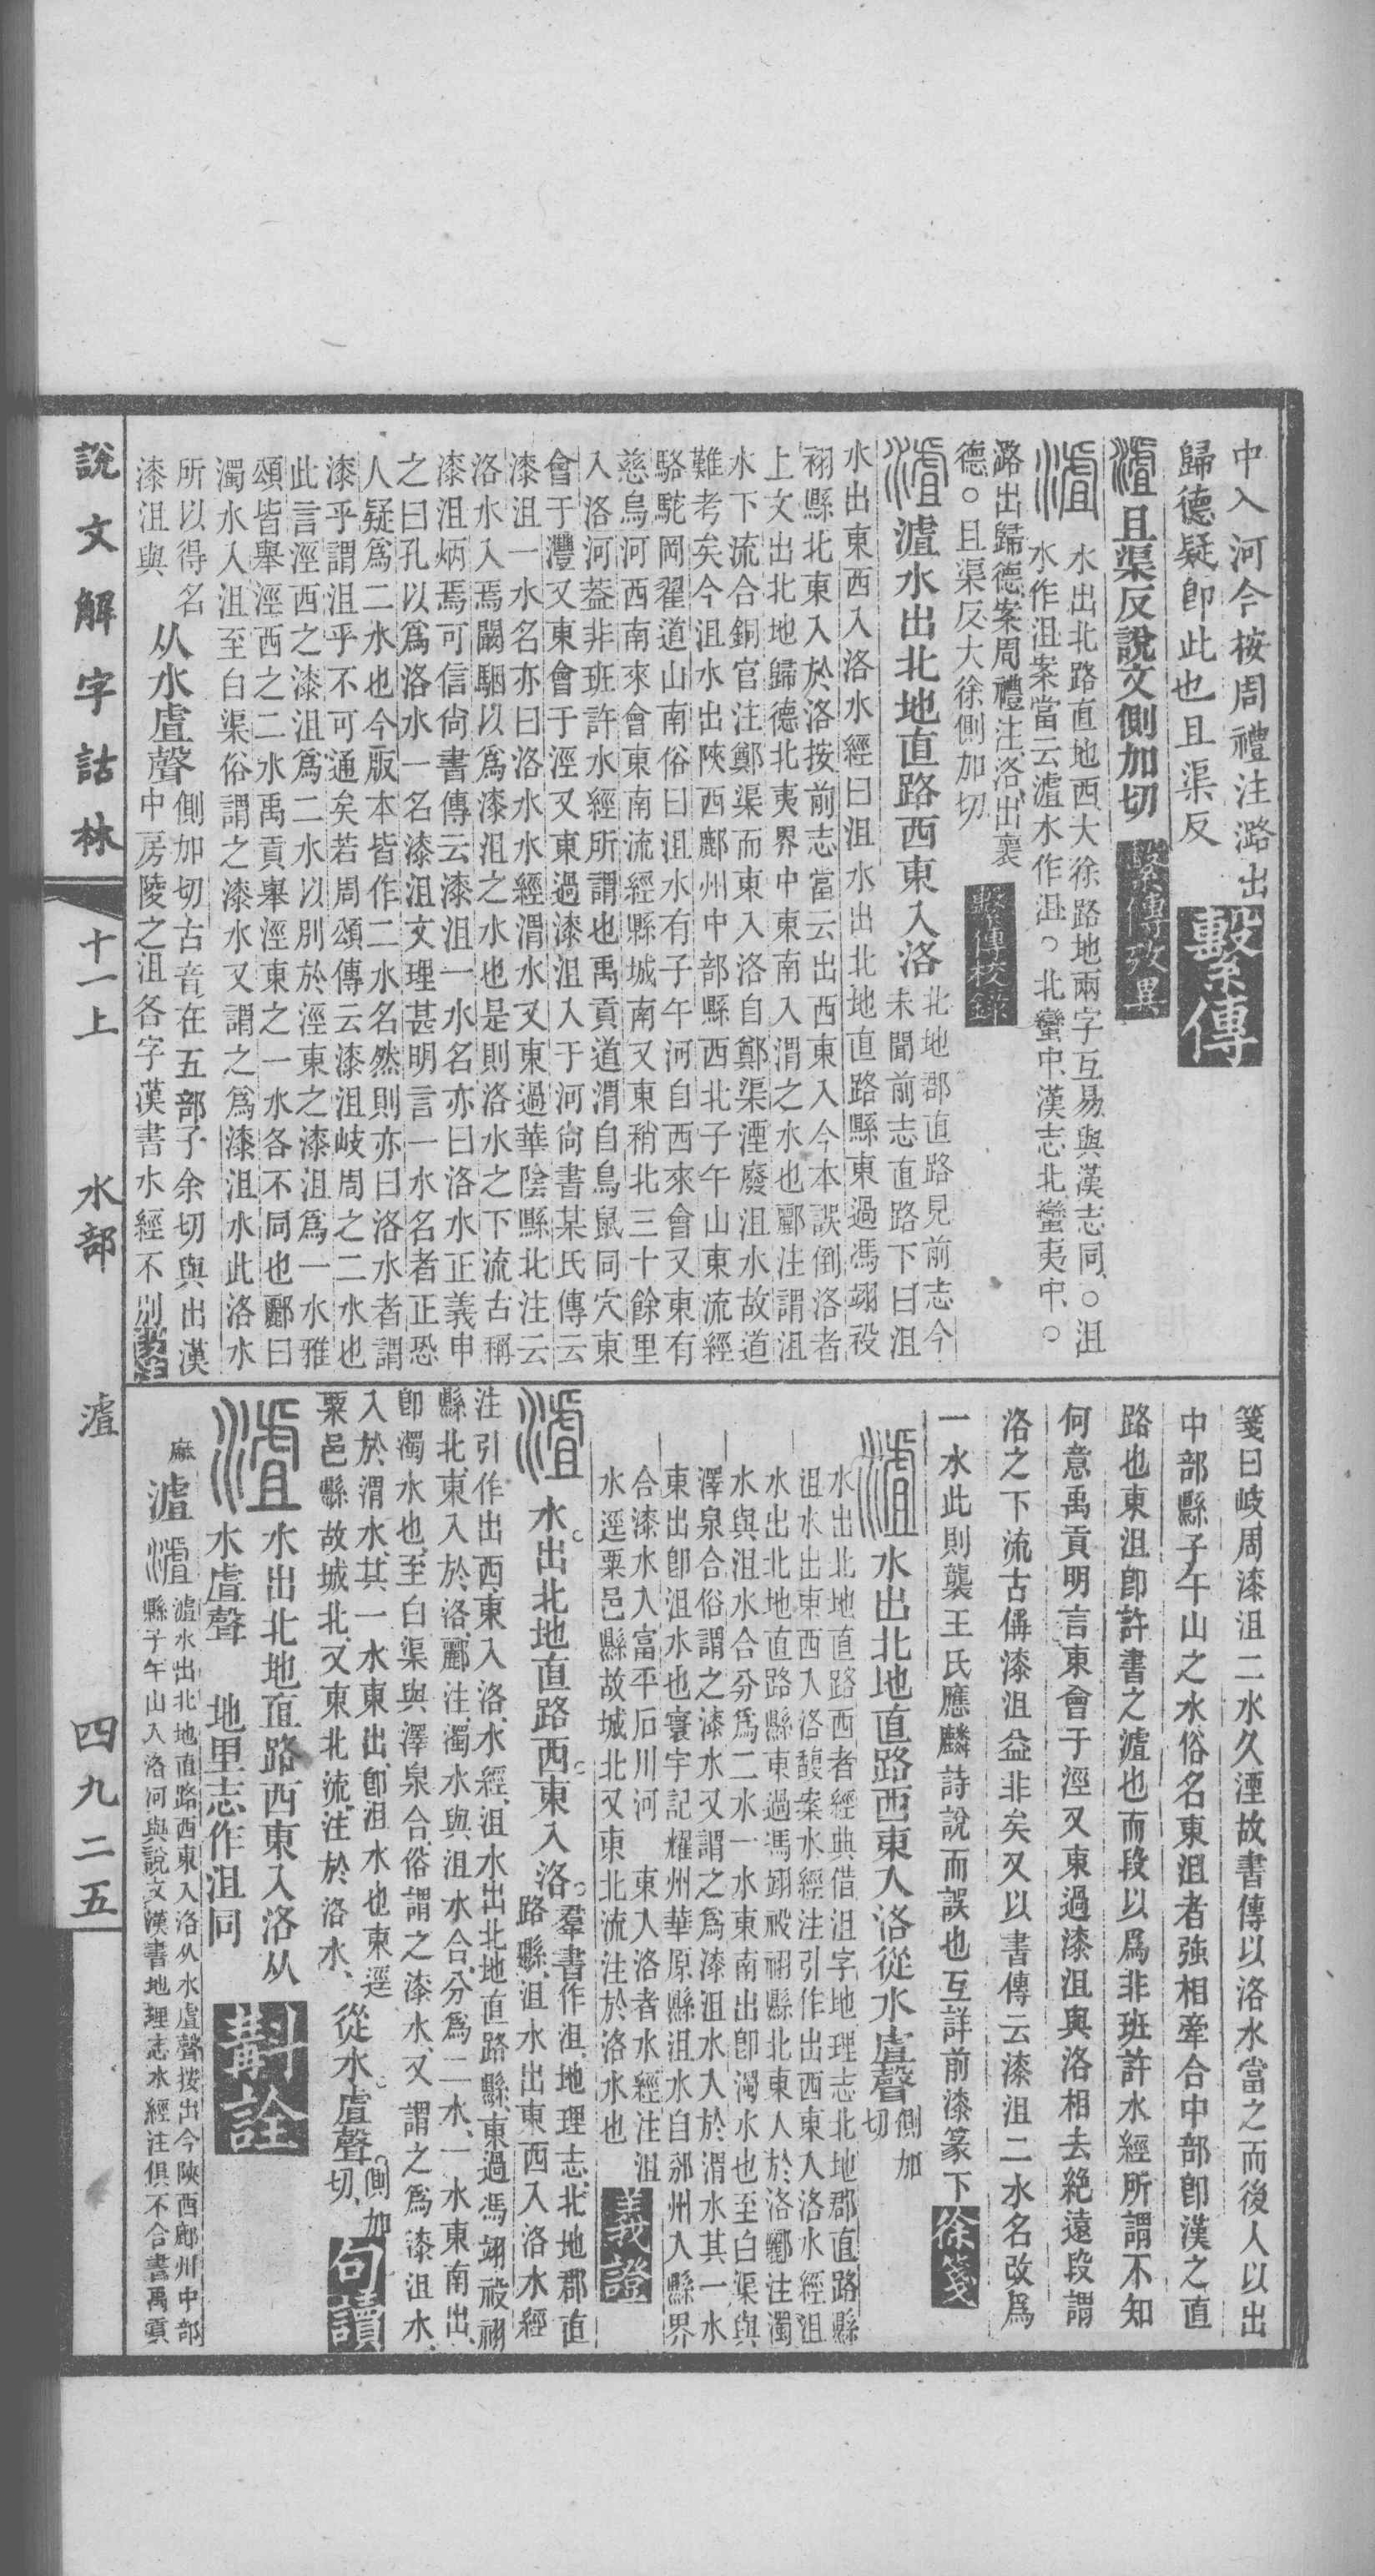 中入河今按周禮注潞出
歸德疑卽此也且渠反繫傳
且渠反說文側加切繫傳攷異
水出北路直地西大徐路地兩字互易與漢志同○沮
水作沮案當云瀘水作沮○北蠻中漢志北蠻夷中○
潞出歸德案周禮注洛出襄
德○且渠反大徐側加切繫傳校錄
瀘水出北地直路西東入洛北地郡直路見前志今
未聞前志直路下曰沮
水出東西入洛水經曰沮水出北地直路縣東過馮翊祋
祤縣北東入於洛按前志當云出西東入今本誤倒洛者
上文出北地歸德北夷界中東南入渭之水也酈注謂沮
水下流合銅官注鄭渠而東入洛自鄭渠湮廢沮水故道
難考矣今沮水出陝西鄜州中部縣西北子午山東流經
駱駝岡翟道山南俗曰沮水有子午河自西來會又東有
慈烏河西南來會東南流經縣城南又東稍北三十餘里
入洛河葢非班許水經所謂也禹貢道渭自鳥鼠同穴東
會于灃又東會于涇又東過漆沮入于河尙書某氏傳云
漆沮一水名亦曰洛水水經渭水又東過華陰縣北注云
洛水入焉闞駰以爲漆沮之水也是則洛水之下流古稱
漆沮炳焉可信尙書傳云漆沮一水名亦曰洛水正義申
之曰孔以爲洛水一名漆沮文理甚明言一水名者正恐
人疑爲二水也今版本皆作二水名然則亦曰洛水者謂
漆乎謂沮乎不可通矣若周頌傳云漆沮岐周之二水也
此言涇西之漆沮爲二水以別於涇東之漆沮爲一水雅
頌皆舉涇西之二水禹貢舉涇東之一水各不同也酈曰
濁水入沮至白渠俗謂之漆水又謂之爲漆沮水此洛水
所以得名从水虘聲側加切古音在五部子余切與出漢
漆沮與中房陵之沮各字漢書水經不別段注
箋曰岐周漆沮二水久湮故書傳以洛水當之而後人以出
中部縣子午山之水俗名東沮者強相牽合中部卽漢之直
路也東沮卽許書之瀘也而段以爲非班許水經所謂不知
何意禹貢明言東會于涇又東過漆沮與洛相去絶遠段謂
洛之下流古偁漆沮益非矣又以書傳云漆沮二水名改爲
一水此則襲王氏應麟詩說而誤也互詳前漆篆下徐箋
水出北地直路西東入洛從水虘聲側加
切
水出北地直路西者經典借沮字地理志北地郡直路縣
沮水出東西入洛馥案水經注引作出西東入洛水經沮
水出北地直路縣東過馮翊祋祤縣北東入於洛酈注濁
水與沮水合分爲二水一水東南出卽濁水也至白渠與
澤泉合俗謂之漆水又謂之爲漆沮水入於渭水其一水
東出卽沮水也寰宇記耀州華原縣沮水自邠州入縣界
合漆水入富平石川河　東入洛者水經注沮
水逕粟邑縣故城北又東北流注於洛水也義證
水出北地直路西東入洛羣書作沮地理志北地郡直
路縣沮水出東西入洛水經
注引作出西東入洛水經沮水出北地直路縣東過馮翊祋祤
縣北東入於洛酈注濁水與沮水合分爲二水一水東南出
卽濁水也至白渠與澤泉合俗謂之漆水又謂之爲漆沮水
入於渭水其一水東出卽沮水也東逕
粟邑縣故城北又東北流注於洛水從水虘聲側加
切句讀
水出北地直路西東入洛从
水虘聲　地里志作沮同斠詮
瀘水出北地直路西東入洛从水虘聲按出今陝西鄜州中部
縣子午山入洛河與說文漢書地理志水經注俱不合書禹貢
說文解字詁林　十一上　水部　瀘　四九二五